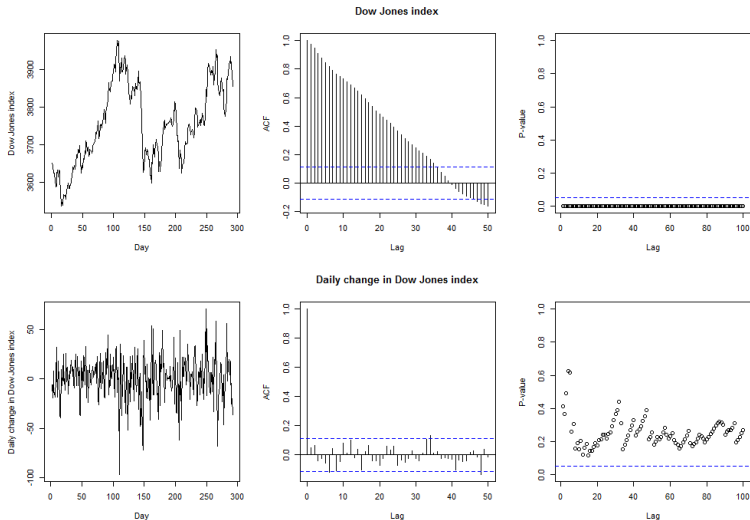 Dow Jones index
Dow Jones index
3600 3700 3800 3900
0 50 100 150 200 250 300
Day
ACF
-0.2 0.0 0.2 0.4 0.6 0.8 1.0
0 10 20 30 40 50
Lag
P-value
0.0 0.2 0.4 0.6 0.8 1.0
0 20 40 60 80 100
Lag
Daily change in Dow Jones index
Daily change in Dow Jones index
-100 -50 0 50
0 50 100 150 200 250 300
Day
ACF
0.0 0.2 0.4 0.6 0.8 1.0
0 10 20 30 40 50
Lag
P-value
0.0 0.2 0.4 0.6 0.8 1.0
0 20 40 60 80 100
Lag